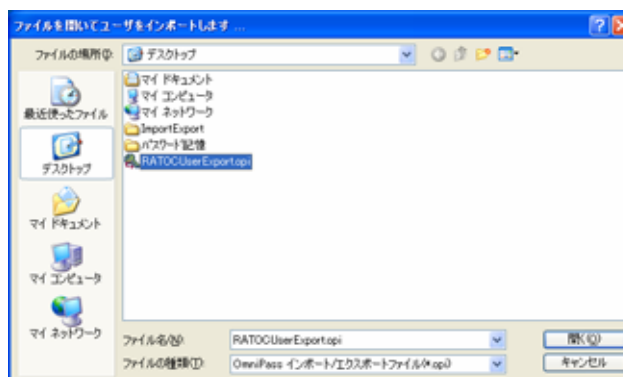 ファイルを開いてユーザをインポートします ...
ファイルの場所(I):
デスクトップ
最近使ったファイル
デスクトップ
マイ ドキュメント
マイ コンピュータ
マイ ネットワーク
マイ ドキュメント
マイ コンピュータ
マイ ネットワーク
ImportExport
パスワード記憶
RATOCUserExport.opi
ファイル名(N):
RATOCUserExport.opi
開く(O)
ファイルの種類(T):
OmniPass インポート/エクスポートファイル(*.opi)
キャンセル